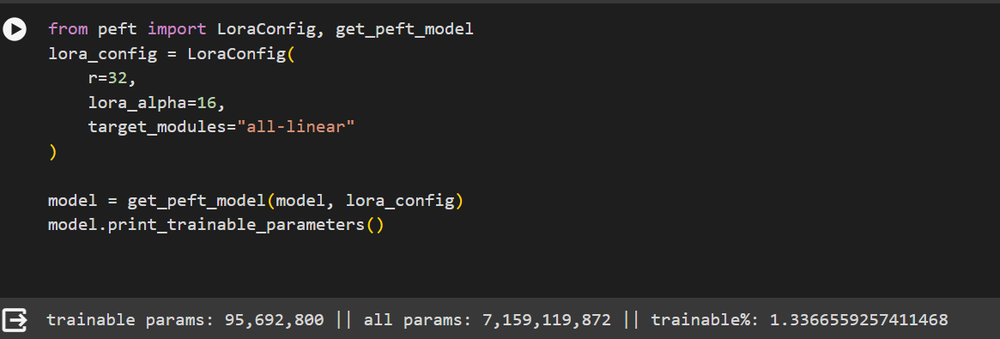 from peft import LoraConfig, get_peft_model
lora_config = LoraConfig(
    r=32,
    lora_alpha=16,
    target_modules="all-linear"
)
model = get_peft_model(model, lora_config)
model.print_trainable_parameters()
trainable params: 95,692,800 || all params: 7,159,119,872 || trainable%: 1.3366559257411468